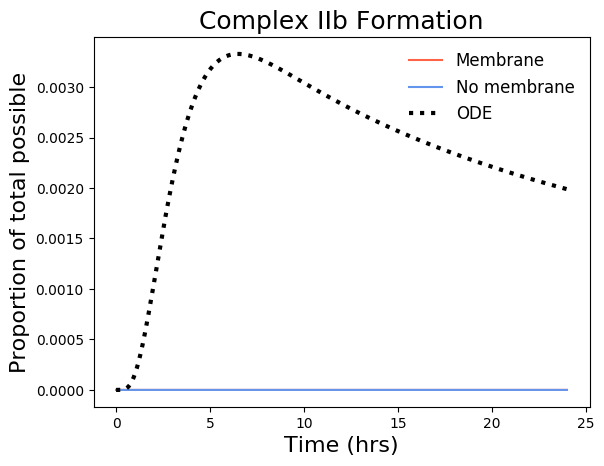 Complex IIb Formation
Proportion of total possible
0.0030
0.0025
0.0020
0.0015
0.0010
0.0005
0.0000
Membrane
No membrane
ODE
0 5 10 15 20 25
Time (hrs)